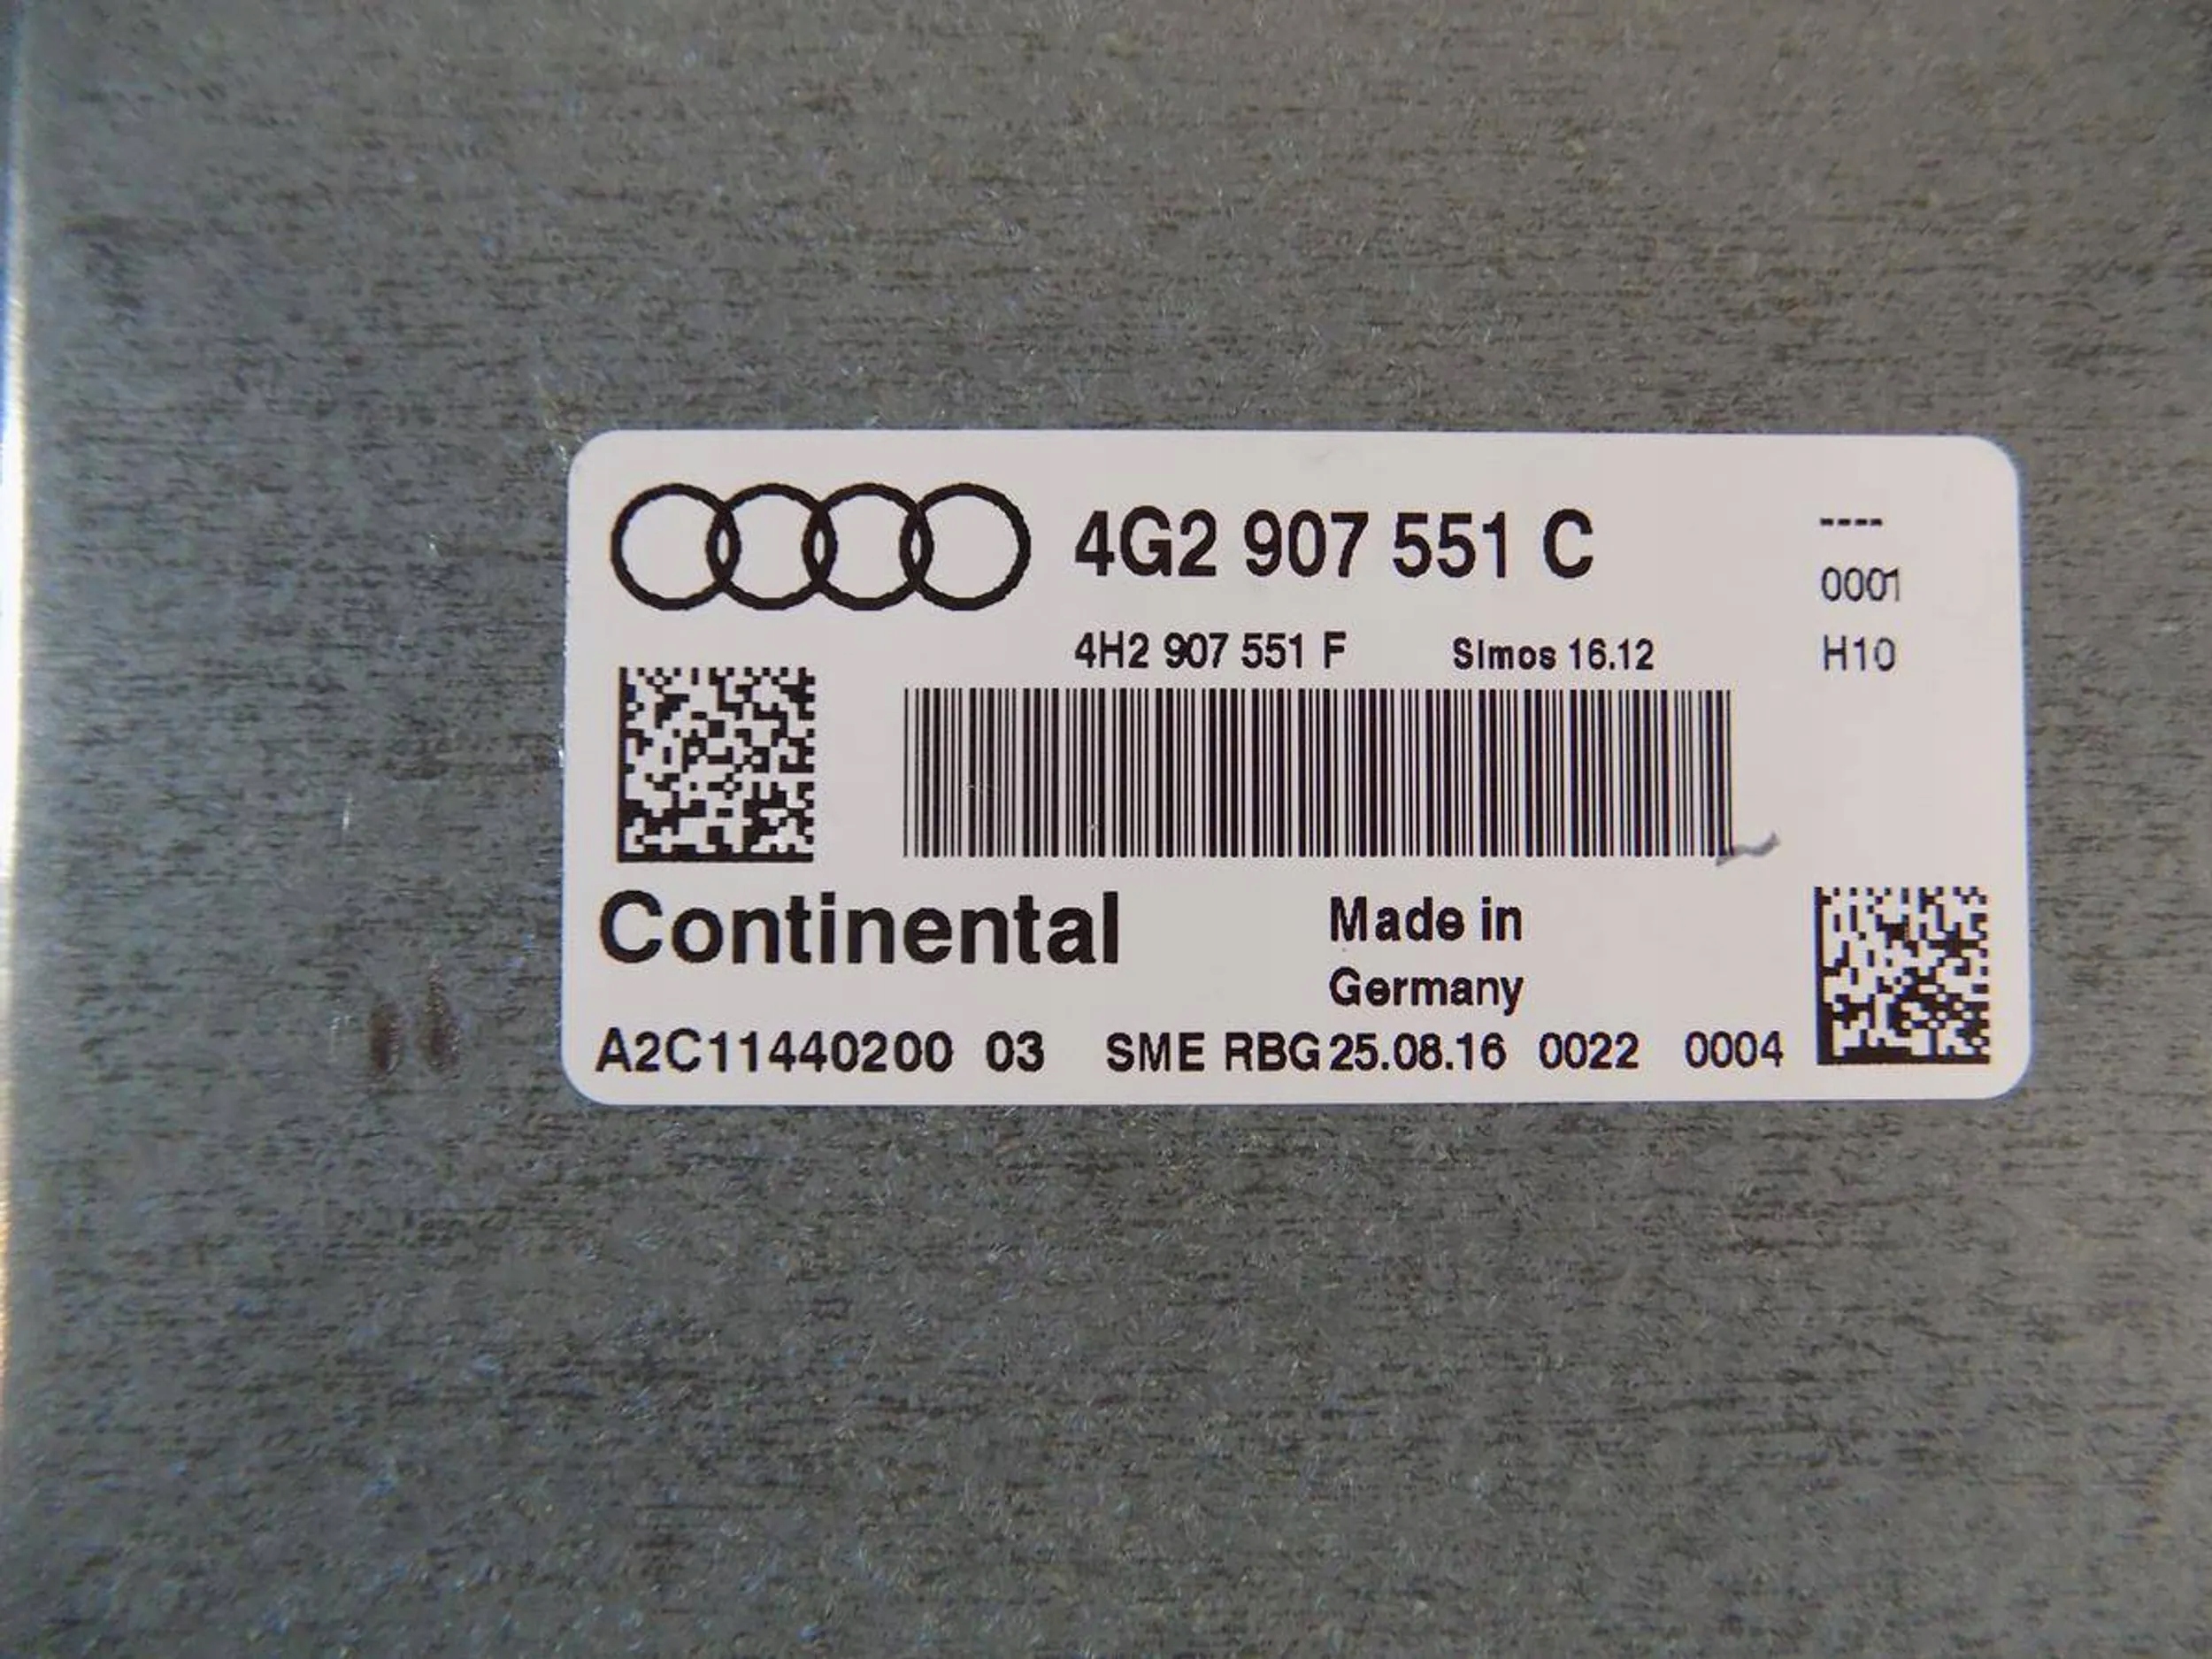 4G2 907 551 C ----
0001
4H2 907 551 F Simos 16.12 H10
Continental
Made in
Germany
A2C11440200 03 SME RBG 25.08.16 0022 0004